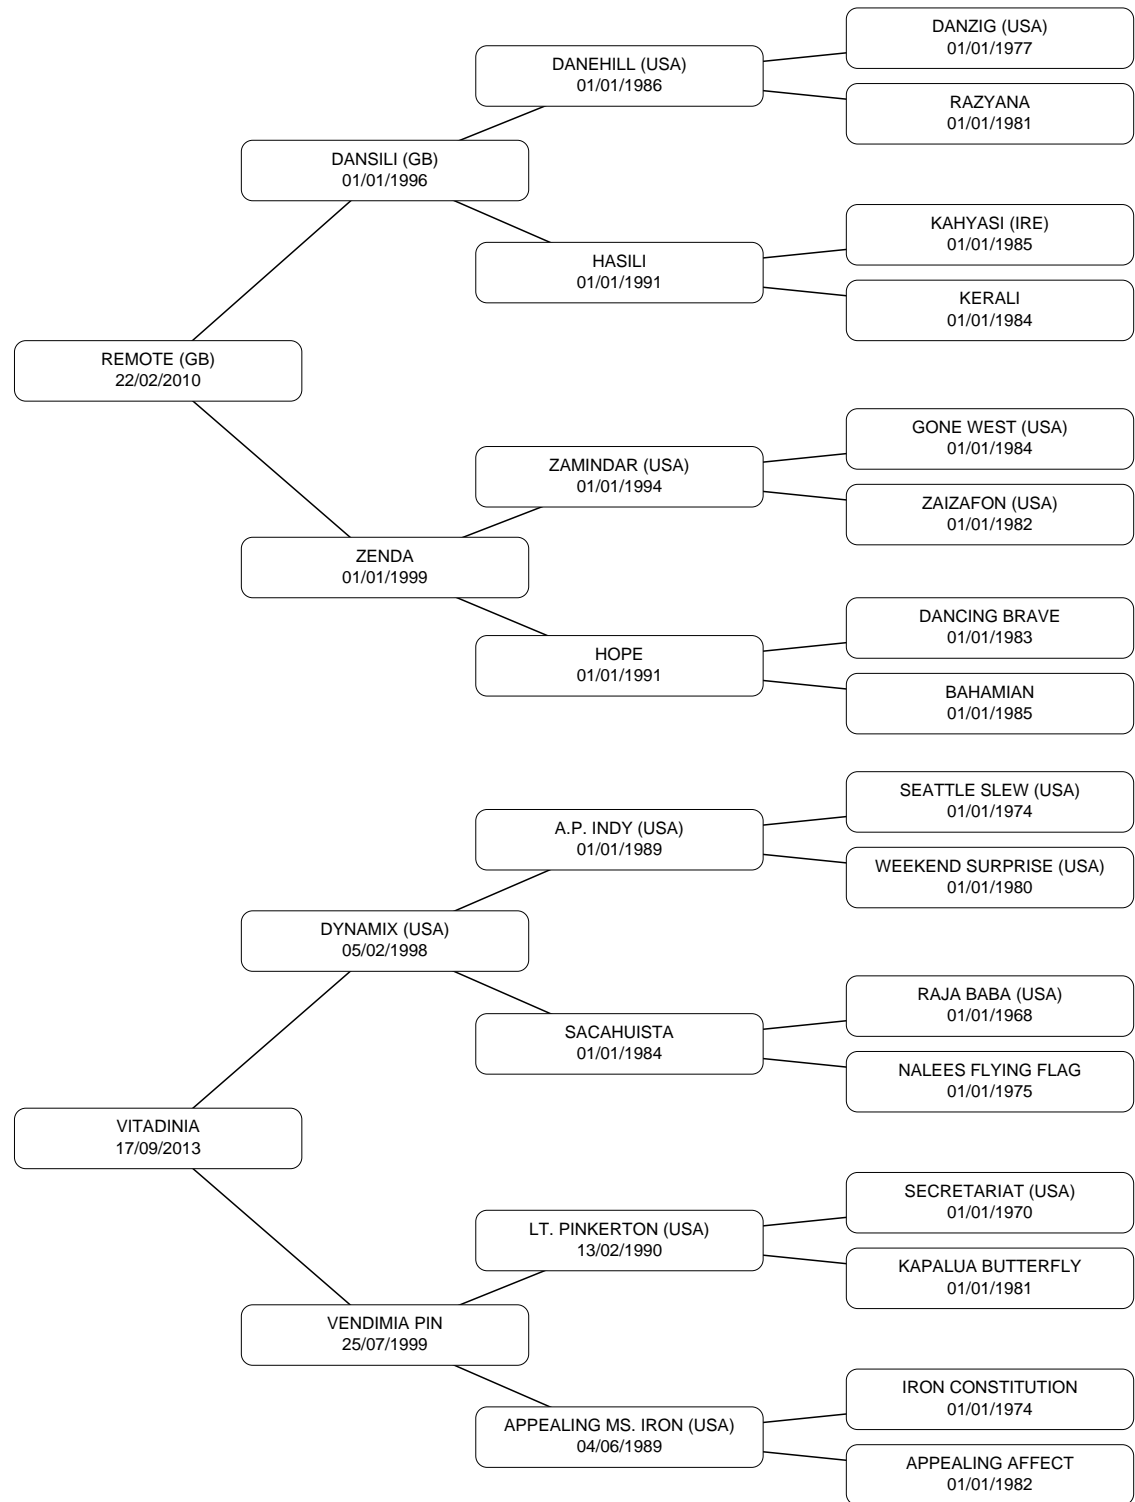 DANZIG (USA)
01/01/1977
DANEHILL (USA)
01/01/1986
RAZYANA
01/01/1981
DANSILI (GB)
01/01/1996
KAHYASI (IRE)
01/01/1985
HASILI
01/01/1991
KERALI
01/01/1984
REMOTE (GB)
22/02/2010
GONE WEST (USA)
01/01/1984
ZAMINDAR (USA)
01/01/1994
ZAIZAFON (USA)
01/01/1982
ZENDA
01/01/1999
DANCING BRAVE
01/01/1983
HOPE
01/01/1991
BAHAMIAN
01/01/1985
SEATTLE SLEW (USA)
01/01/1974
A.P. INDY (USA)
01/01/1989
WEEKEND SURPRISE (USA)
01/01/1980
DYNAMIX (USA)
05/02/1998
RAJA BABA (USA)
01/01/1968
SACAHUISTA
01/01/1984
NALEES FLYING FLAG
01/01/1975
VITADINIA
17/09/2013
SECRETARIAT (USA)
01/01/1970
LT. PINKERTON (USA)
13/02/1990
KAPALUA BUTTERFLY
01/01/1981
VENDIMIA PIN
25/07/1999
IRON CONSTITUTION
01/01/1974
APPEALING MS. IRON (USA)
04/06/1989
APPEALING AFFECT
01/01/1982